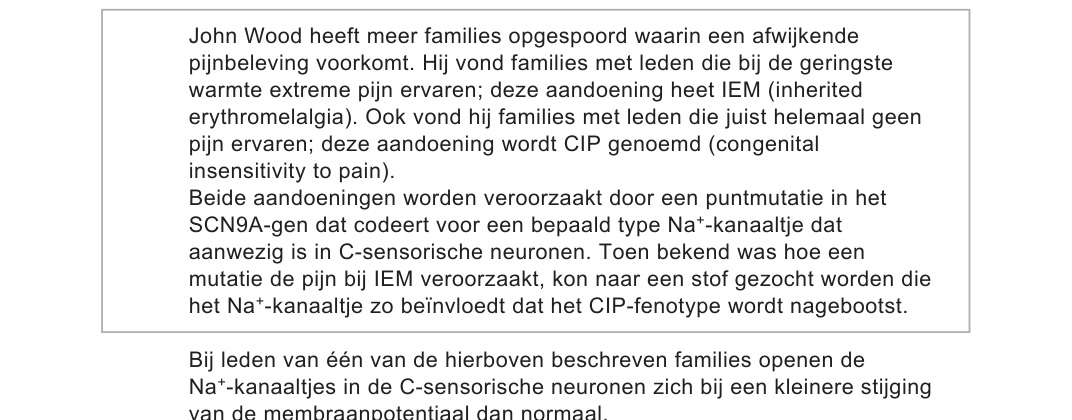 John Wood heeft meer families opgespoord waarin een afwijkende
pijnbeleving voorkomt. Hij vond families met leden die bij de geringste
warmte extreme pijn ervaren; deze aandoening heet IEM (inherited
erythromelalgia). Ook vond hij families met leden die juist helemaal geen
pijn ervaren; deze aandoening wordt CIP genoemd (congenital
insensitivity to pain).
Beide aandoeningen worden veroorzaakt door een puntmutatie in het
SCN9A-gen dat codeert voor een bepaald type Na⁺-kanaaltje dat
aanwezig is in C-sensorische neuronen. Toen bekend was hoe een
mutatie de pijn bij IEM veroorzaakt, kon naar een stof gezocht worden die
het Na⁺-kanaaltje zo beïnvloedt dat het CIP-fenotype wordt nagebootst.
Bij leden van één van de hierboven beschreven families openen de
Na⁺-kanaaltjes in de C-sensorische neuronen zich bij een kleinere stijging
van de membraanpotentiaal dan normaal.